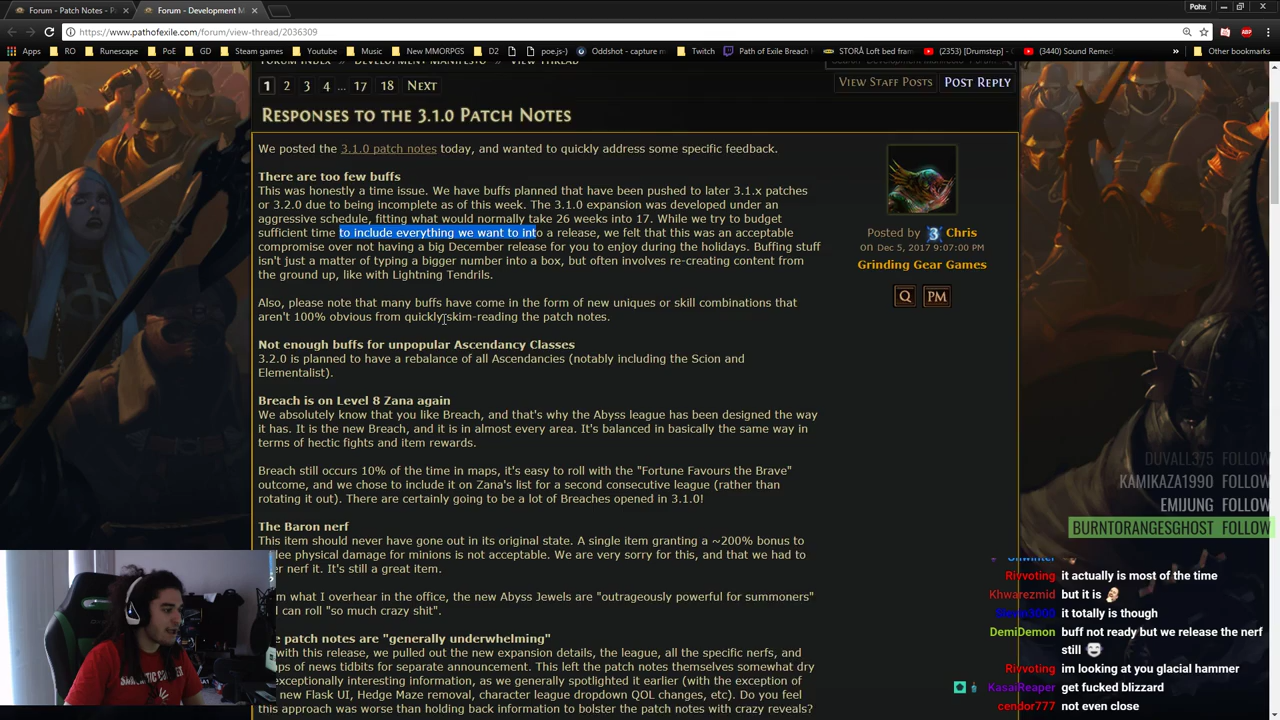 Forum - Patch Notes - P
Forum - Development M
Pohx
https://www.pathofexile.com/forum/view-thread/2036309
Apps RO Runescape PoE GD Steam games Youtube Music New MMORPGS D2 poe.js-) Oddshot - capture m Twitch Path of Exile Breach STORÅ Loft bed fram (2353) [Drumstep] — (3440) Sound Remed » Other bookmarks
FORUM INDEX DEVELOPMENT MANIFESTO VIEW THREAD
1 2 3 4 ... 17 18 NEXT
VIEW STAFF POSTS POST REPLY
RESPONSES TO THE 3.1.0 PATCH NOTES
We posted the 3.1.0 patch notes today, and wanted to quickly address some specific feedback.
There are too few buffs
This was honestly a time issue. We have buffs planned that have been pushed to later 3.1.x patches
or 3.2.0 due to being incomplete as of this week. The 3.1.0 expansion was developed under an
aggressive schedule, fitting what would normally take 26 weeks into 17. While we try to budget
sufficient time to include everything we want to into a release, we felt that this was an acceptable
compromise over not having a big December release for you to enjoy during the holidays. Buffing stuff
isn't just a matter of typing a bigger number into a box, but often involves re-creating content from
the ground up, like with Lightning Tendrils.
Also, please note that many buffs have come in the form of new uniques or skill combinations that
aren't 100% obvious from quickly skim-reading the patch notes.
Not enough buffs for unpopular Ascendancy Classes
3.2.0 is planned to have a rebalance of all Ascendancies (notably including the Scion and
Elementalist).
Breach is on Level 8 Zana again
We absolutely know that you like Breach, and that's why the Abyss league has been designed the way
it has. It is the new Breach, and it is in almost every area. It's balanced in basically the same way in
terms of hectic fights and item rewards.
Breach still occurs 10% of the time in maps, it's easy to roll with the "Fortune Favours the Brave"
outcome, and we chose to include it on Zana's list for a second consecutive league (rather than
rotating it out). There are certainly going to be a lot of Breaches opened in 3.1.0!
The Baron nerf
This item should never have gone out in its original state. A single item granting a ~200% bonus to
lee physical damage for minions is not acceptable. We are very sorry for this, and that we had to
er nerf it. It's still a great item.
m what I overhear in the office, the new Abyss Jewels are "outrageously powerful for summoners"
can roll "so much crazy shit".
patch notes are "generally underwhelming"
with this release, we pulled out the new expansion details, the league, all the specific nerfs, and
ps of news tidbits for separate announcement. This left the patch notes themselves somewhat dry
exceptionally interesting information, as we generally spotlighted it earlier (with the exception of
new Flask UI, Hedge Maze removal, character league dropdown QOL changes, etc). Do you feel
this approach was worse than holding back information to bolster the patch notes with crazy reveals?
Posted by 3 Chris
on Dec 5, 2017 9:07:00 PM
Grinding Gear Games
Q PM
DUVALL375 FOLLOW
KAMIKAZA1990 FOLLOW
EMIJUNG FOLLOW
BURNTORANGESGHOST FOLLOW
Rivvoting it actually is most of the time
Khwarezmid but it is
it totally is though
DemiDemon buff not ready but we release the nerf
still
Rivvoting im looking at you glacial hammer
KasaiReaper get fucked blizzard
cendor777 not even close